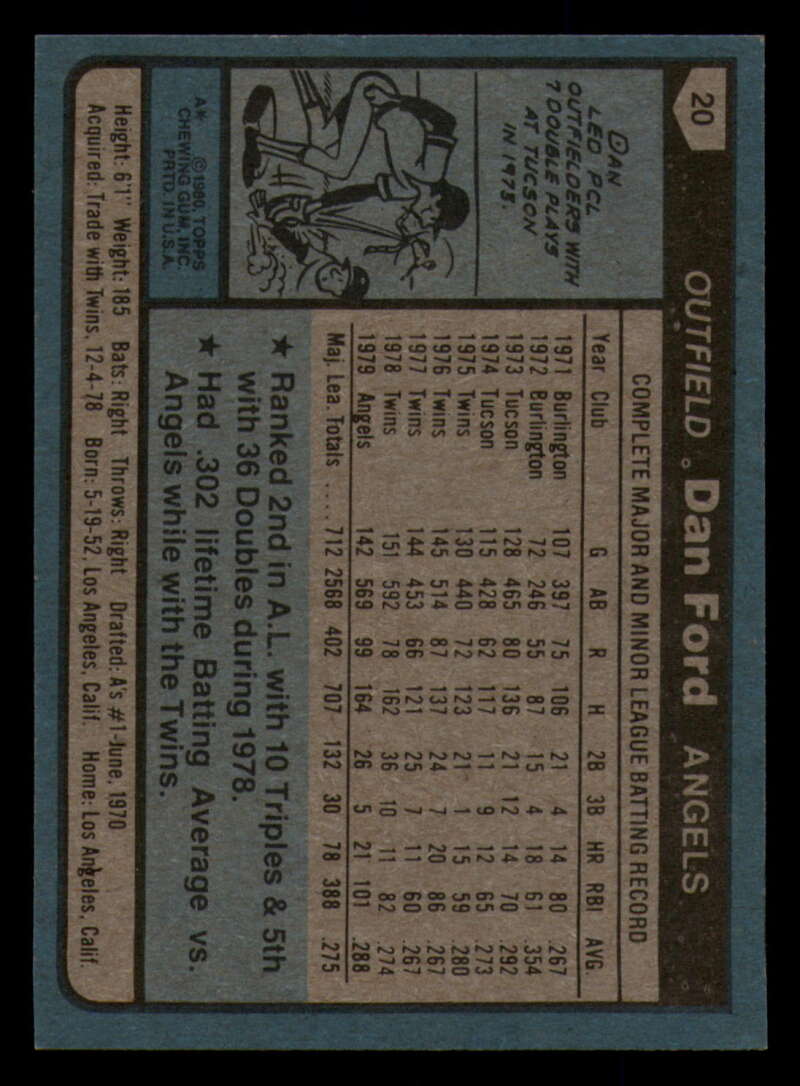 20
OUTFIELD Dan Ford ANGELS
DAN
LED PCL
OUTFIELDERS WITH
7 DOUBLE PLAYS
AT TUCSON
IN 1973.
A* ©1980 TOPPS
CHEWING GUM, INC.
PRTD. IN U.S.A.
COMPLETE MAJOR AND MINOR LEAGUE BATTING RECORD
Year Club G AB R H 2B 3B HR RBI AVG.
1971 Burlington 107 397 75 106 21 4 14 80 .267
1972 Burlington 72 246 55 87 15 4 18 61 .354
1973 Tucson 128 465 80 136 21 12 14 70 .292
1974 Tucson 115 428 62 117 11 9 12 65 .273
1975 Twins 130 440 72 123 21 1 15 59 .280
1976 Twins 145 514 87 137 24 7 20 86 .267
1977 Twins 144 453 66 121 25 7 11 60 .267
1978 Twins 151 592 78 162 36 10 11 82 .274
1979 Angels 142 569 99 164 26 5 21 101 .288
Maj. Lea. Totals .... 712 2568 402 707 132 30 78 388 .275
★ Ranked 2nd in A.L. with 10 Triples & 5th
with 36 Doubles during 1978.
★ Had .302 lifetime Batting Average vs.
Angels while with the Twins.
Height: 6'1" Weight: 185 Bats: Right Throws: Right Drafted: A's #1-June, 1970
Acquired: Trade with Twins, 12-4-78 Born: 5-19-52, Los Angeles, Calif. Home: Los Angeles, Calif.